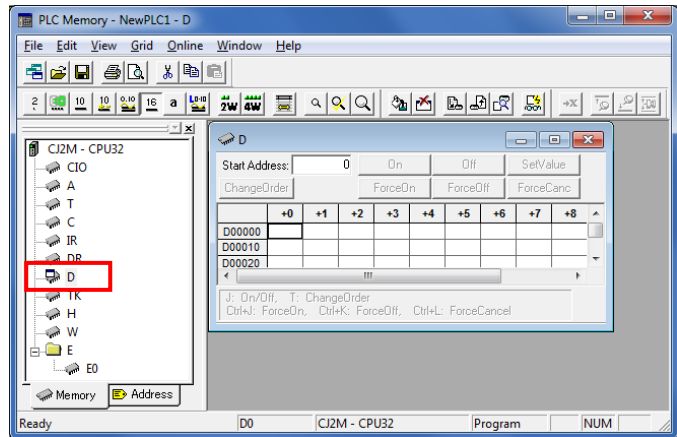 PLC Memory - NewPLC1 - D
File Edit View Grid Online Window Help
2 10 10 0.10 16 a 2W 4W
CJ2M - CPU32
CIO
A
T
C
IR
DR
D
TK
H
W
E
E0
Memory Address
D
Start Address: 0 On Off SetValue
ChangeOrder ForceOn ForceOff ForceCanc
+0 +1 +2 +3 +4 +5 +6 +7 +8
D00000
D00010
D00020
J: On/Off, T: ChangeOrder
Ctrl+J: ForceOn, Ctrl+K: ForceOff, Ctrl+L: ForceCancel
Ready D0 CJ2M - CPU32 Program NUM